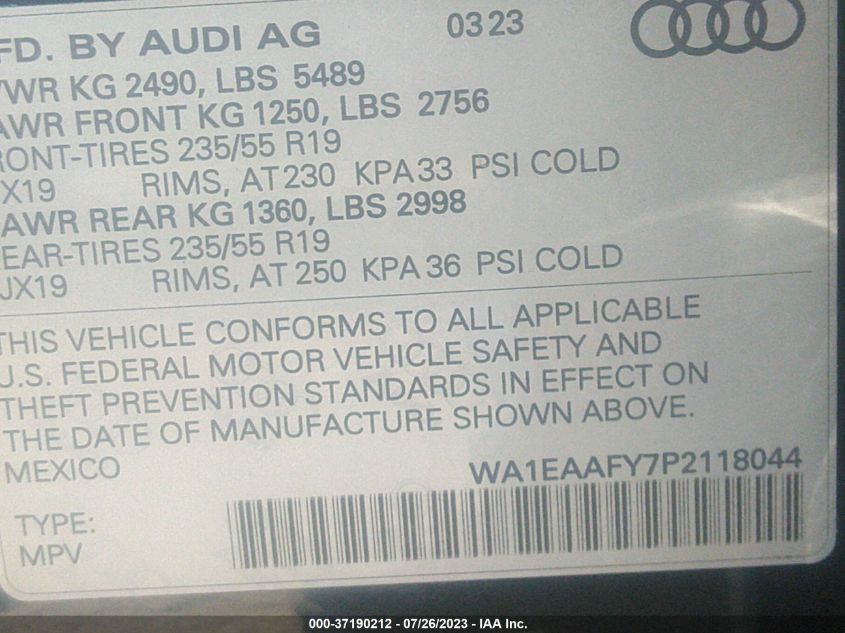 FD. BY AUDI AG 03 23
WR KG 2490, LBS 5489
AWR FRONT KG 1250, LBS 2756
RONT-TIRES 235/55 R19
X19 RIMS, AT 230 KPA 33 PSI COLD
AWR REAR KG 1360, LBS 2998
EAR-TIRES 235/55 R19
JX19 RIMS, AT 250 KPA 36 PSI COLD
THIS VEHICLE CONFORMS TO ALL APPLICABLE
U.S. FEDERAL MOTOR VEHICLE SAFETY AND
THEFT PREVENTION STANDARDS IN EFFECT ON
THE DATE OF MANUFACTURE SHOWN ABOVE.
MEXICO WA1EAAFY7P2118044
TYPE:
MPV
000-37190212 - 07/26/2023 - IAA Inc.